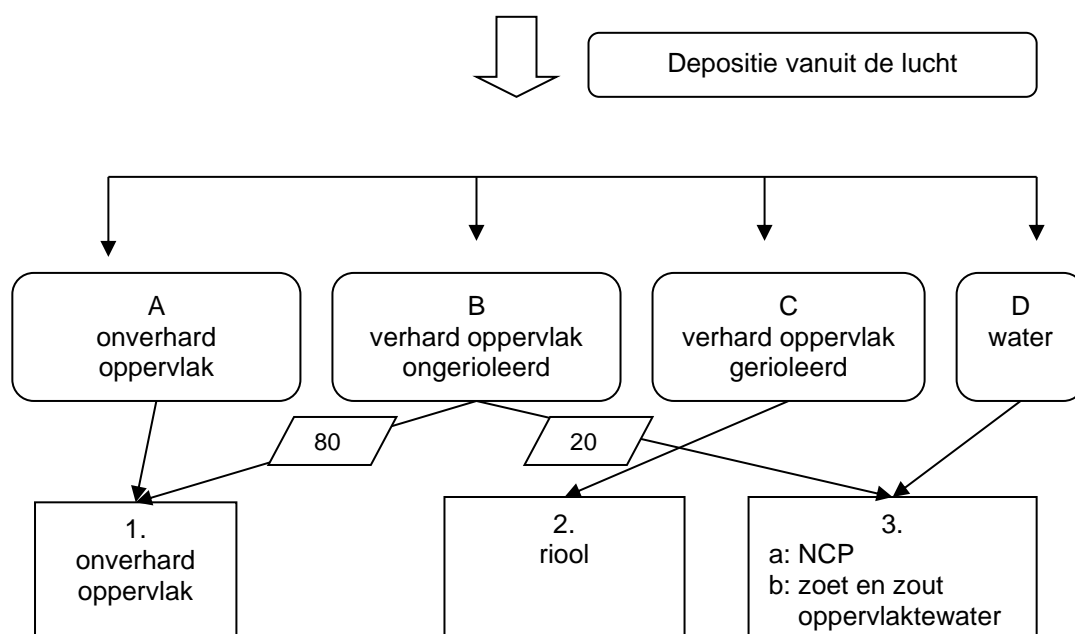 Depositie vanuit de lucht
A
onverhard
oppervlak
B
verhard oppervlak
ongerioleerd
C
verhard oppervlak
gerioleerd
D
water
80
20
1.
onverhard
oppervlak
2.
riool
3.
a: NCP
b: zoet en zout
oppervlaktewater